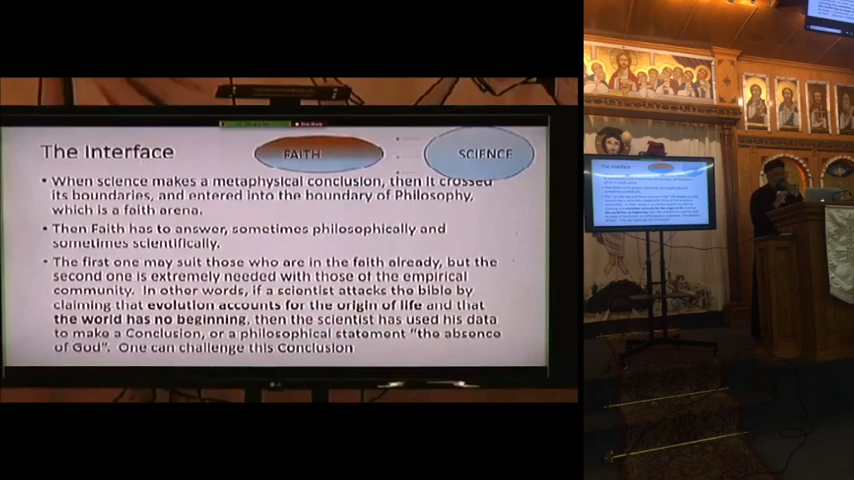 The Interface
FAITH
SCIENCE
• When science makes a metaphysical conclusion, then it crossed
its boundaries, and entered into the boundary of Philosophy,
which is a faith arena.
• Then Faith has to answer, sometimes philosophically and
sometimes scientifically.
• The first one may suit those who are in the faith already, but the
second one is extremely needed with those of the empirical
community. In other words, if a scientist attacks the bible by
claiming that evolution accounts for the origin of life and that
the world has no beginning, then the scientist has used his data
to make a Conclusion, or a philosophical statement "the absence
of God". One can challenge this Conclusion